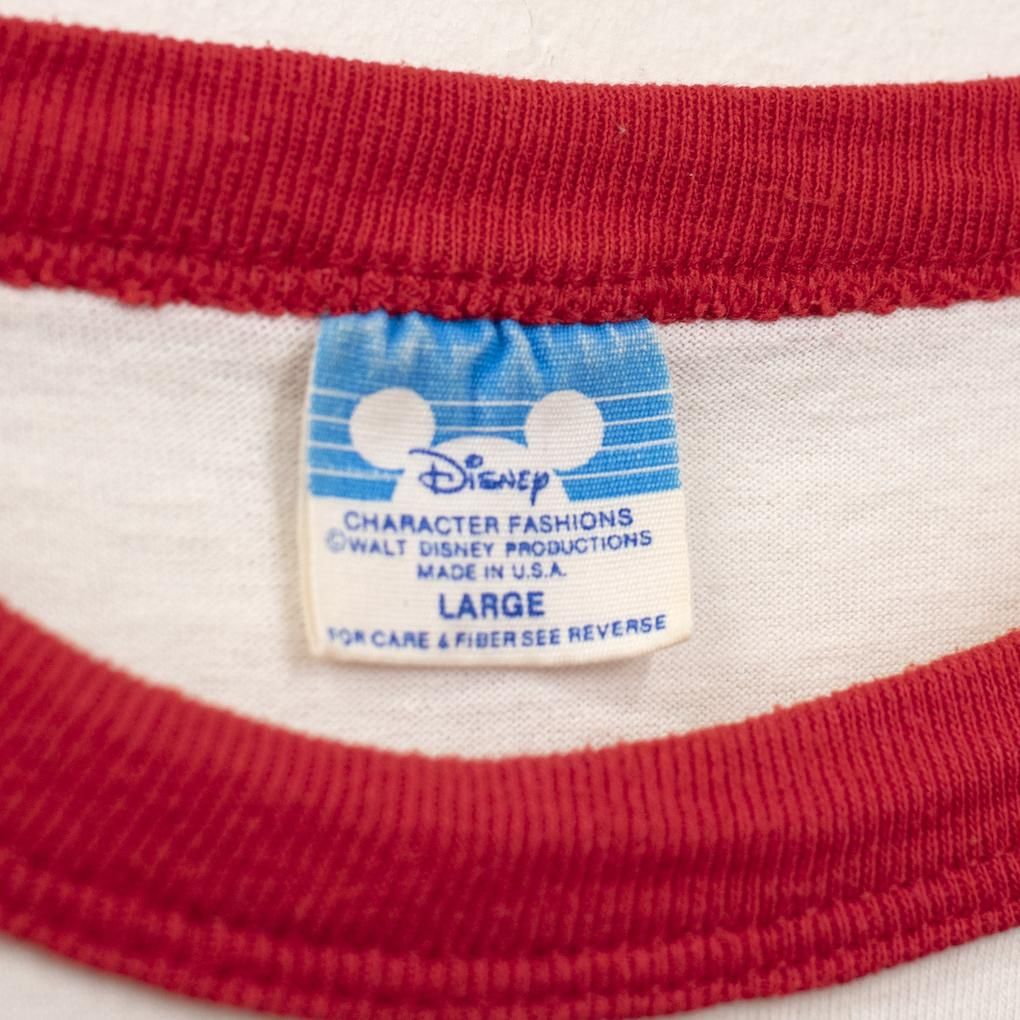 Disney
CHARACTER FASHIONS
©WALT DISNEY PRODUCTIONS
MADE IN U.S.A.
LARGE
FOR CARE & FIBER SEE REVERSE